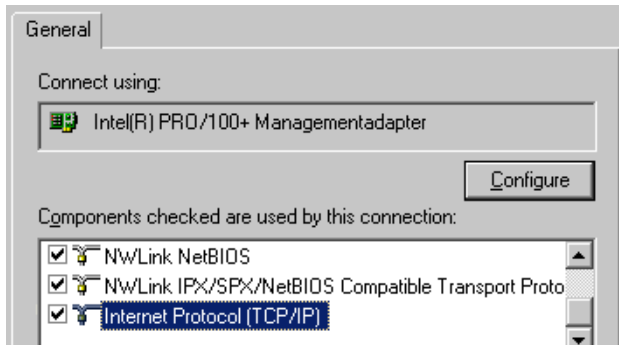 General
Connect using:
Intel(R) PRO/100+ Managementadapter
Configure
Components checked are used by this connection:
NWLink NetBIOS
NWLink IPX/SPX/NetBIOS Compatible Transport Proto
Internet Protocol (TCP/IP)